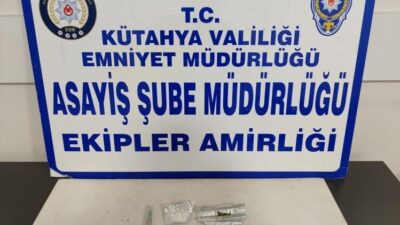 T.C.
KÜTAHYA VALİLİĞİ
EMNİYET MÜDÜRLÜĞÜ
ASAYİŞ ŞUBE MÜDÜRLÜĞÜ
EKİPLER AMİRLİĞİ